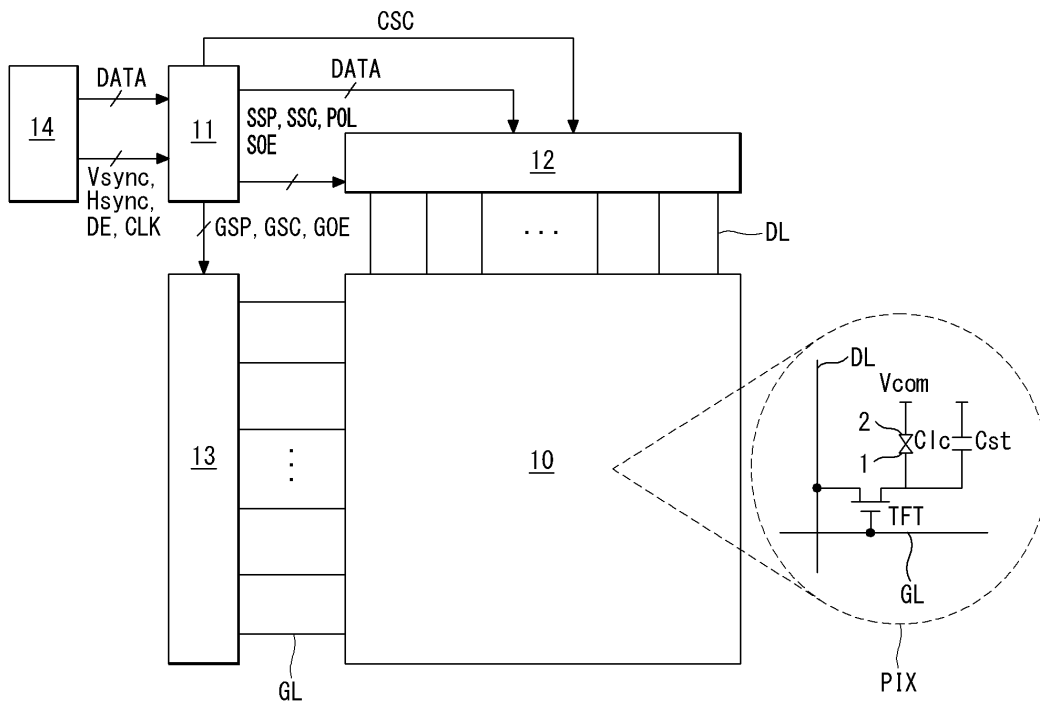 CSC
DATA
DATA
14
11
SSP, SSC, POL
SOE
12
Vsync,
Hsync,
DE, CLK
GSP, GSC, GOE
...
DL
DL
Vcom
2
Clc
Cst
1
13
10
TFT
GL
GL
PIX